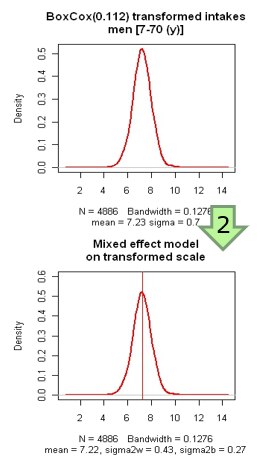 BoxCox(0.112) transformed intakes
men [7-70 (y)]
Density
0.0 0.1 0.2 0.3 0.4 0.5
2 4 6 8 10 12 14
N = 4886 Bandwidth = 0.1276
mean = 7.23 sigma = 0.7
2
Mixed effect model
on transformed scale
Density
0.0 0.1 0.2 0.3 0.4 0.5 0.6
2 4 6 8 10 12 14
N = 4886 Bandwidth = 0.1276
mean = 7.22, sigma2w = 0.43, sigma2b = 0.27